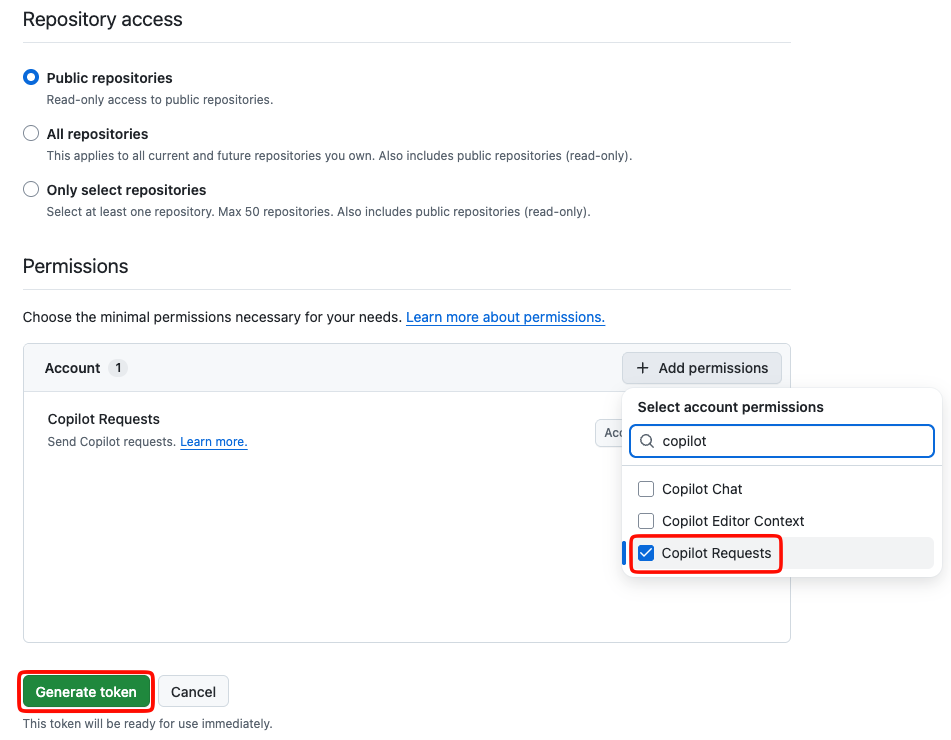 Repository access
Public repositories
Read-only access to public repositories.
All repositories
This applies to all current and future repositories you own. Also includes public repositories (read-only).
Only select repositories
Select at least one repository. Max 50 repositories. Also includes public repositories (read-only).
Permissions
Choose the minimal permissions necessary for your needs. Learn more about permissions.
Account 1
Add permissions
Copilot Requests
Send Copilot requests. Learn more.
Select account permissions
copilot
Copilot Chat
Copilot Editor Context
Copilot Requests
Generate token
Cancel
This token will be ready for use immediately.